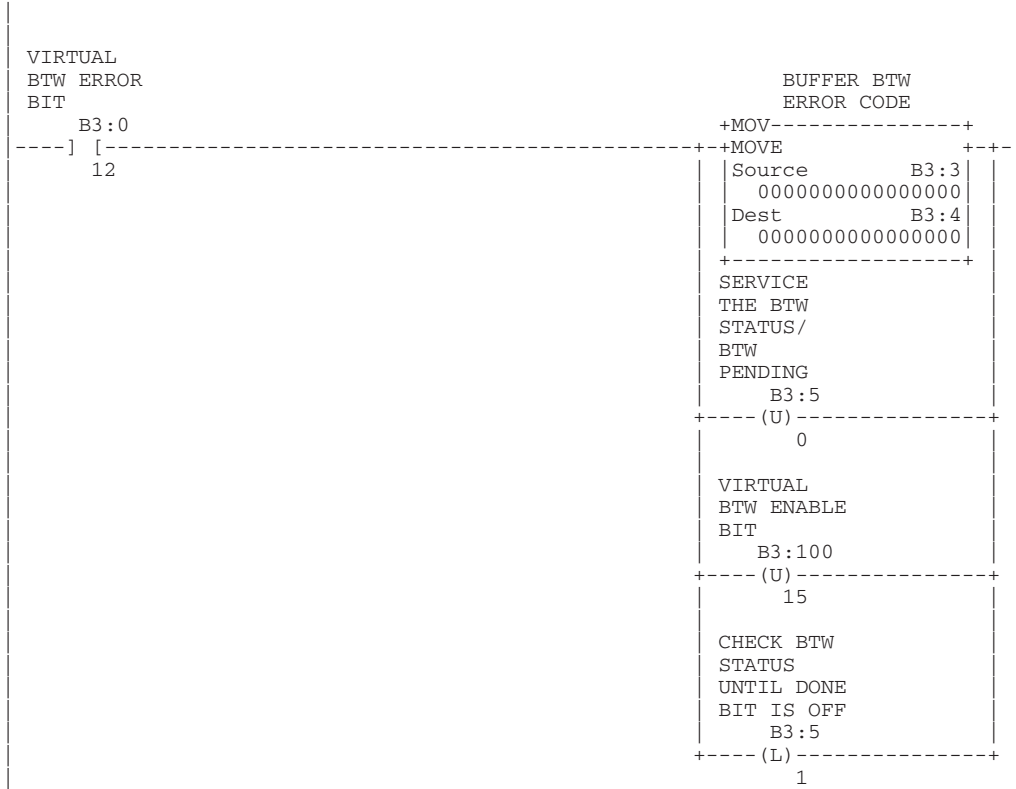 VIRTUAL
BTW ERROR BUFFER BTW
BIT ERROR CODE
B3:0 +MOV---------------+
----] [----------------------------------------------+-+MOVE +-+-
12 | |Source B3:3| |
| | 0000000000000000| |
| |Dest B3:4| |
| | 0000000000000000| |
| +------------------+ |
| SERVICE |
| THE BTW |
| STATUS/ |
| BTW |
| PENDING |
| B3:5 |
+----(U)---------------+
| 0 |
| VIRTUAL |
| BTW ENABLE |
| BIT |
| B3:100 |
+----(U)---------------+
| 15 |
| CHECK BTW |
| STATUS |
| UNTIL DONE |
| BIT IS OFF |
| B3:5 |
+----(L)---------------+
1